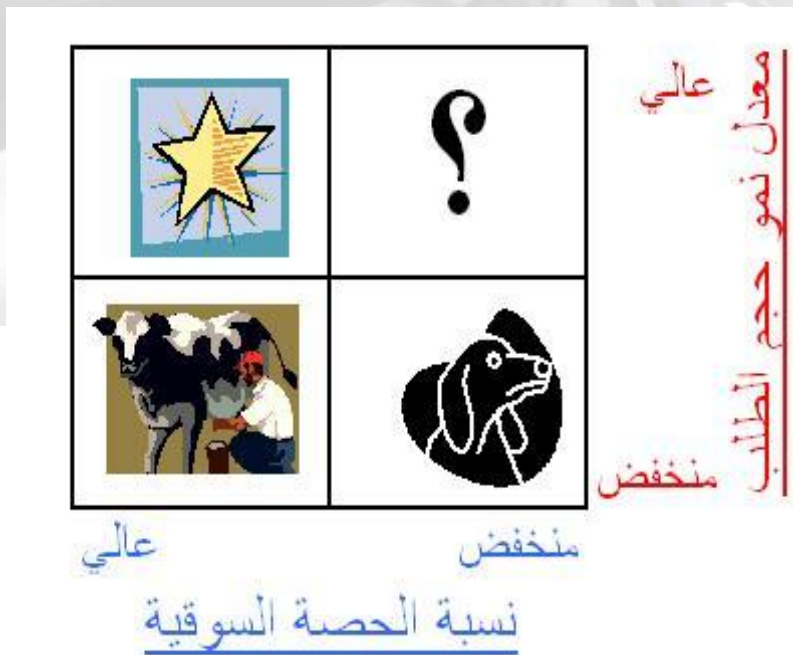 عالي
معدل نمو حجم الطلب
؟
منخفض
منخفض
عالي
نسبة الحصة السوقية